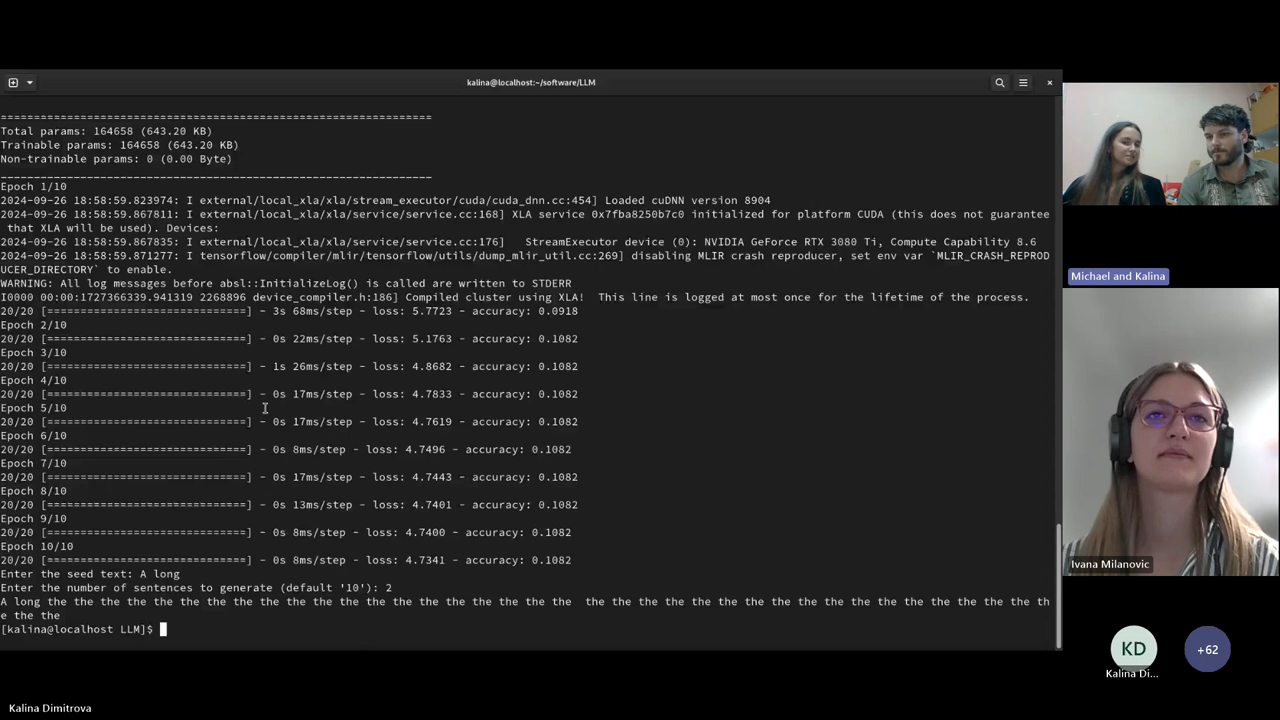 kalina@localhost:~/software/LLM
=================================================================
Total params: 164658 (643.20 KB)
Trainable params: 164658 (643.20 KB)
Non-trainable params: 0 (0.00 Byte)
_________________________________________________________________
Epoch 1/10
2024-09-26 18:58:59.823974: I external/local_xla/xla/stream_executor/cuda/cuda_dnn.cc:454] Loaded cuDNN version 8904
2024-09-26 18:58:59.867811: I external/local_xla/xla/service/service.cc:168] XLA service 0x7fba8250b7c0 initialized for platform CUDA (this does not guarantee
that XLA will be used). Devices:
2024-09-26 18:58:59.867835: I external/local_xla/xla/service/service.cc:176]   StreamExecutor device (0): NVIDIA GeForce RTX 3080 Ti, Compute Capability 8.6
2024-09-26 18:58:59.871277: I tensorflow/compiler/mlir/tensorflow/utils/dump_mlir_util.cc:269] disabling MLIR crash reproducer, set env var `MLIR_CRASH_REPROD
UCER_DIRECTORY` to enable.
WARNING: All log messages before absl::InitializeLog() is called are written to STDERR
I0000 00:00:1727366339.941319 2268896 device_compiler.h:186] Compiled cluster using XLA!  This line is logged at most once for the lifetime of the process.
20/20 [==============================] - 3s 68ms/step - loss: 5.7723 - accuracy: 0.0918
Epoch 2/10
20/20 [==============================] - 0s 22ms/step - loss: 5.1763 - accuracy: 0.1082
Epoch 3/10
20/20 [==============================] - 1s 26ms/step - loss: 4.8682 - accuracy: 0.1082
Epoch 4/10
20/20 [==============================] - 0s 17ms/step - loss: 4.7833 - accuracy: 0.1082
Epoch 5/10
20/20 [==============================] - 0s 17ms/step - loss: 4.7619 - accuracy: 0.1082
Epoch 6/10
20/20 [==============================] - 0s 8ms/step - loss: 4.7496 - accuracy: 0.1082
Epoch 7/10
20/20 [==============================] - 0s 17ms/step - loss: 4.7443 - accuracy: 0.1082
Epoch 8/10
20/20 [==============================] - 0s 13ms/step - loss: 4.7401 - accuracy: 0.1082
Epoch 9/10
20/20 [==============================] - 0s 8ms/step - loss: 4.7400 - accuracy: 0.1082
Epoch 10/10
20/20 [==============================] - 0s 8ms/step - loss: 4.7341 - accuracy: 0.1082
Enter the seed text: A long
Enter the number of sentences to generate (default '10'): 2
A long the the the the the the the the the the the the the the the the the the the the  the the the the the the the the the the the the the the the the the th
e the the
[kalina@localhost LLM]$
Michael and Kalina
Ivana Milanovic
KD
Kalina Di...
+62
Kalina Dimitrova